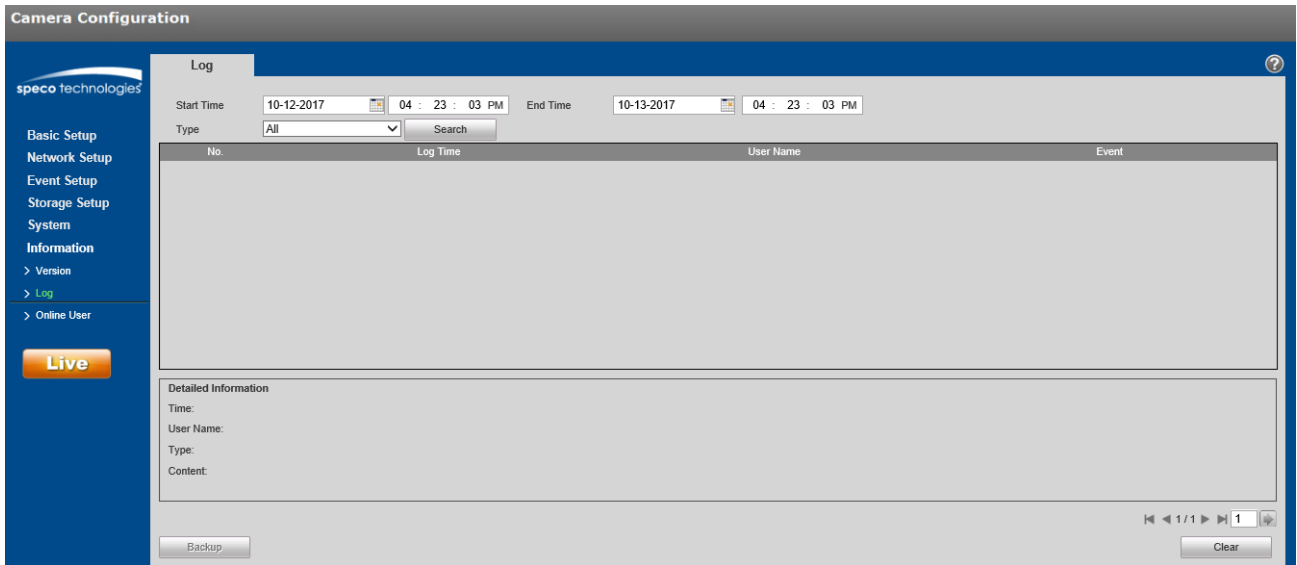 Camera Configuration
speco technologies
Log
?
Start Time 10-12-2017 04 : 23 : 03 PM End Time 10-13-2017 04 : 23 : 03 PM
Type All Search
No. Log Time User Name Event
Basic Setup
Network Setup
Event Setup
Storage Setup
System
Information
> Version
> Log
> Online User
Live
Detailed Information
Time:
User Name:
Type:
Content:
1 / 1 1
Backup Clear